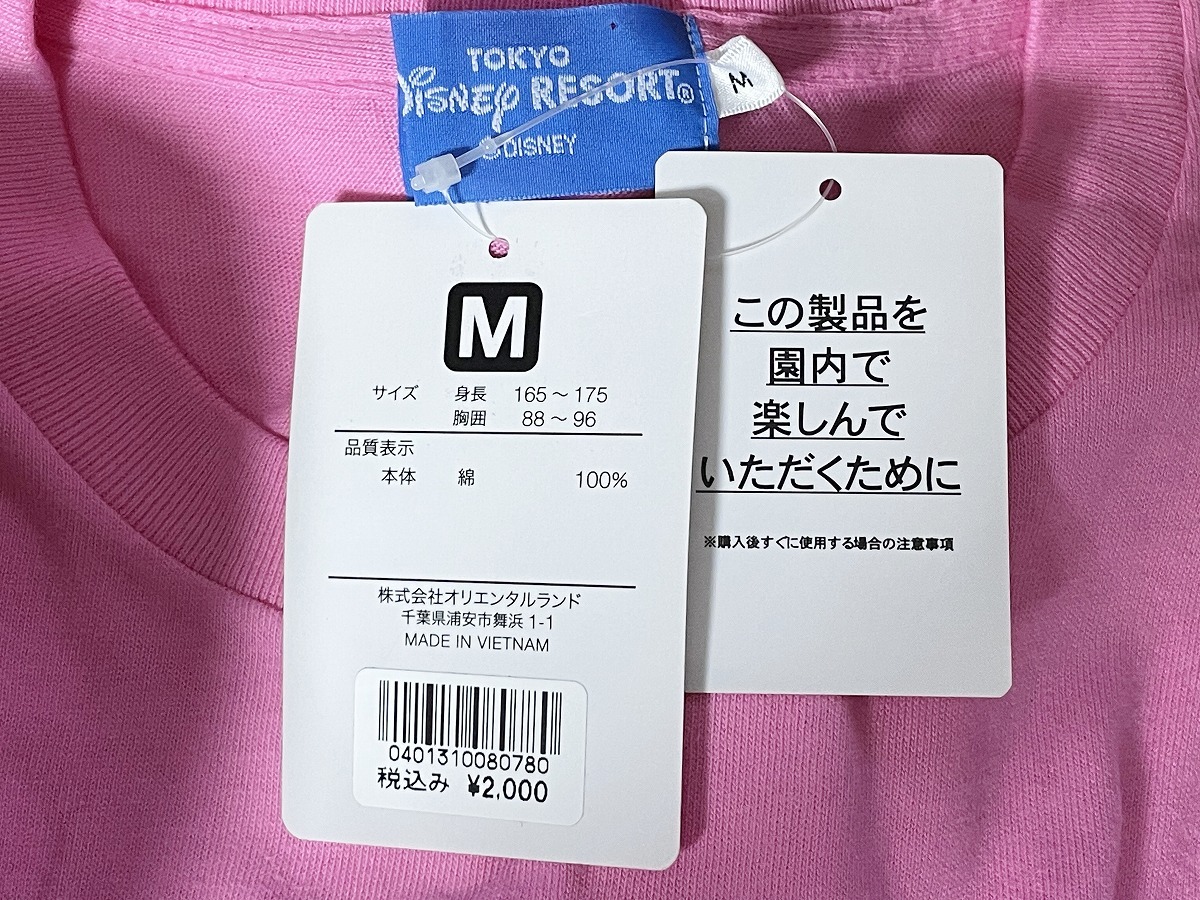 TOKYO
Disney RESORT®
©DISNEY
M
M
サイズ 身長 165～175
胸囲 88～96
品質表示
本体 綿 100%
株式会社オリエンタルランド
千葉県浦安市舞浜 1-1
MADE IN VIETNAM
0401310080780
税込み ¥2,000
この製品を
園内で
楽しんで
いただくために
※購入後すぐに使用する場合の注意事項